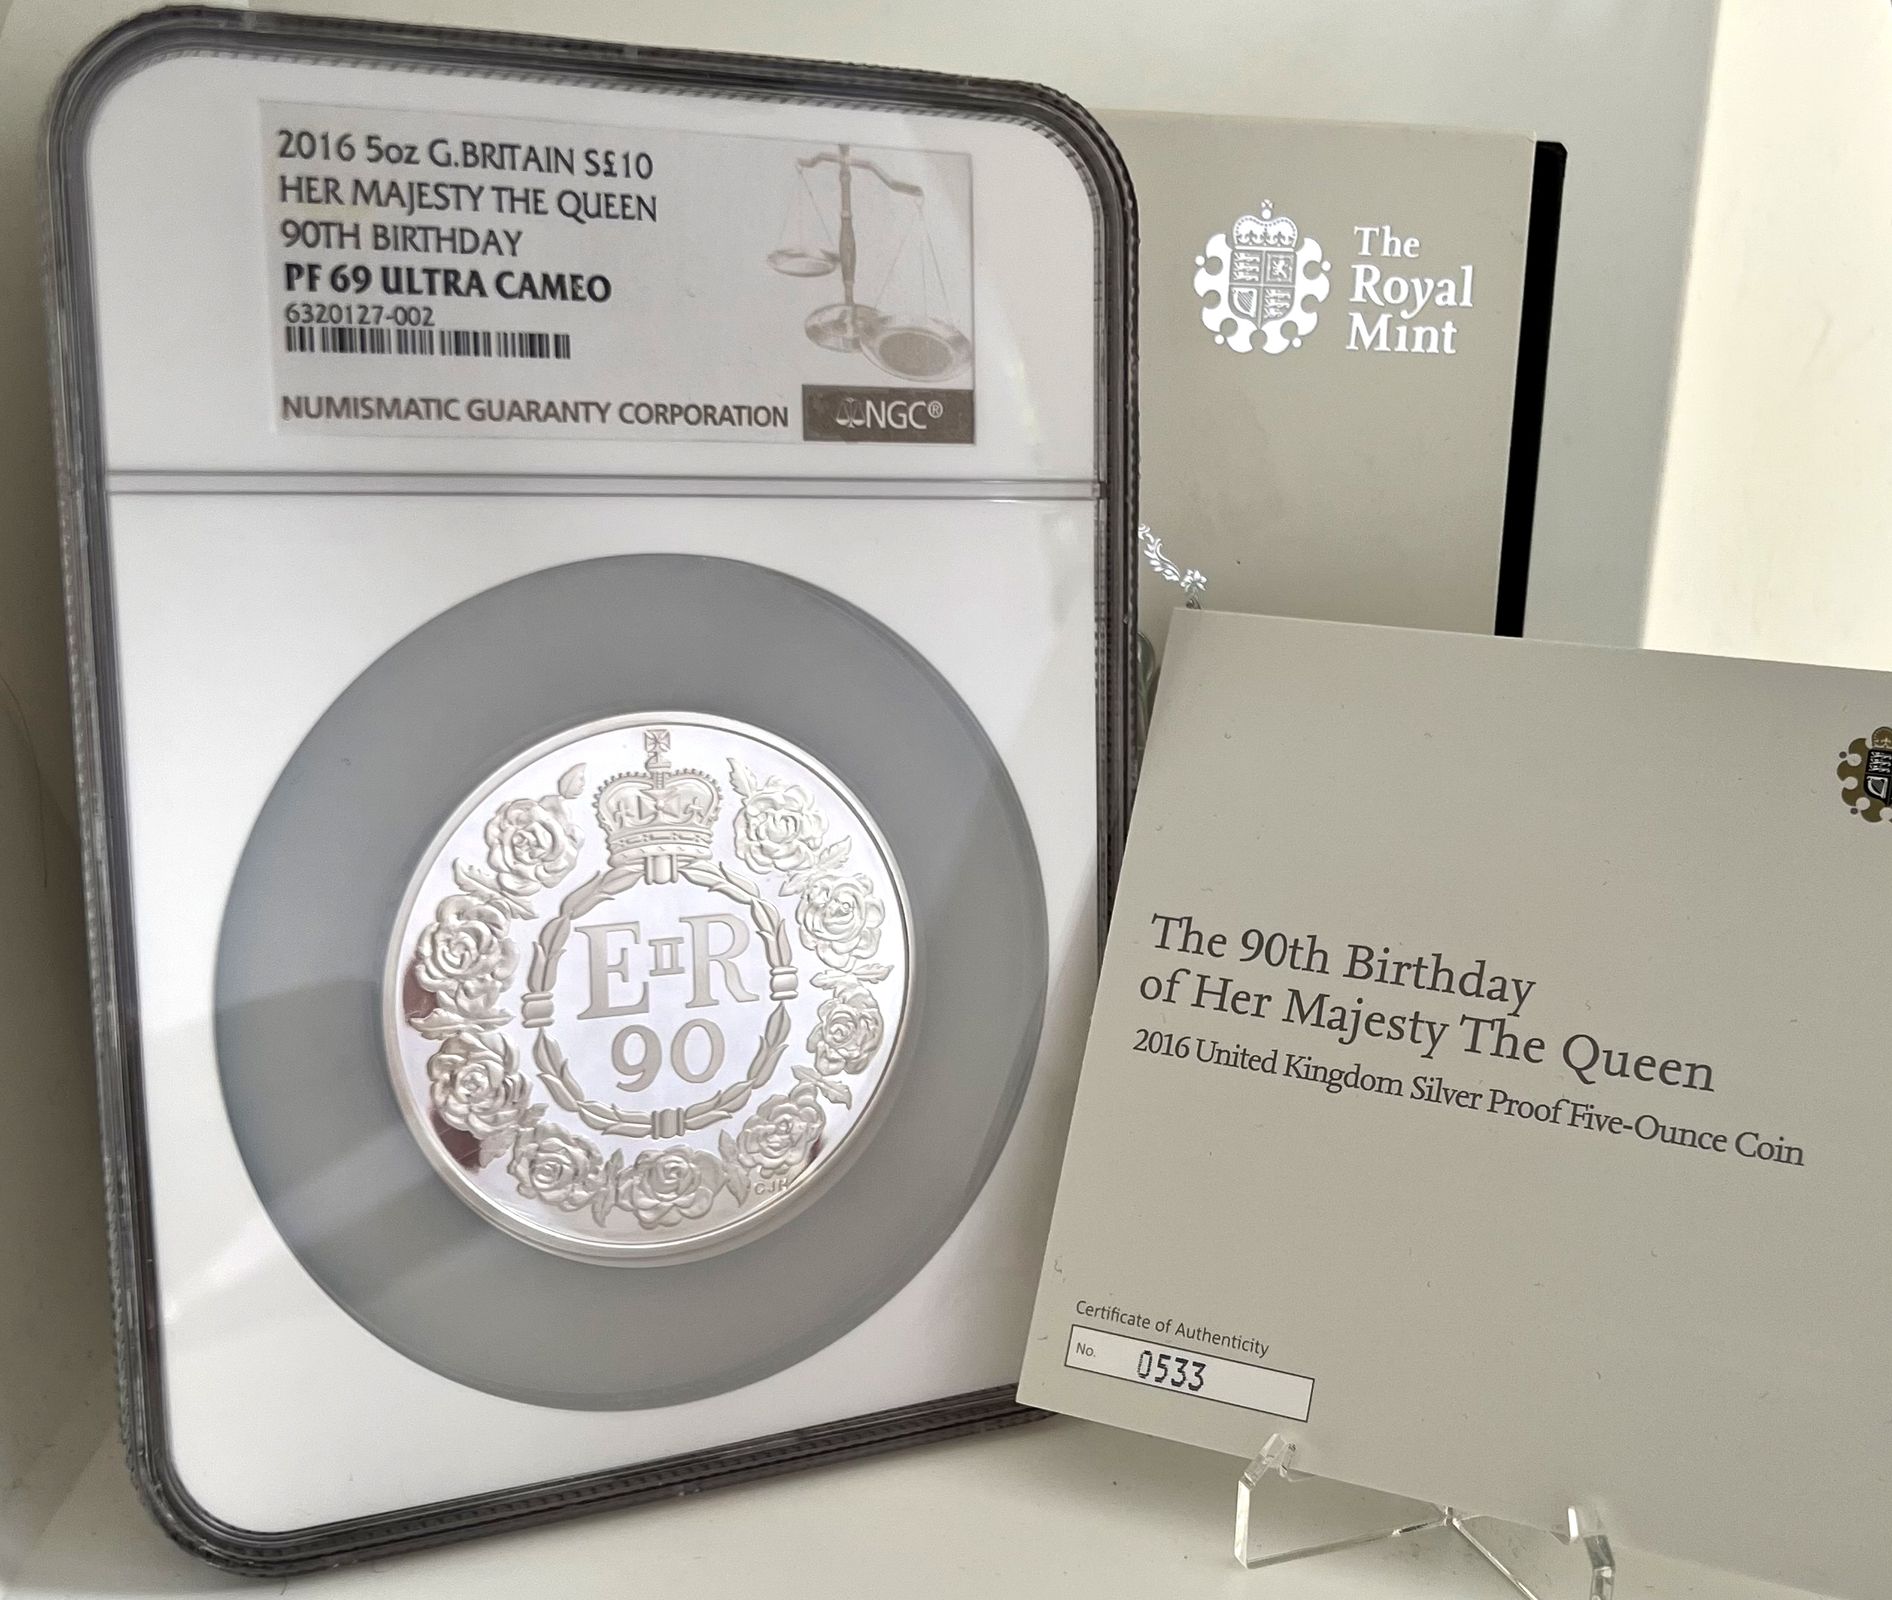 2016 5oz G.BRITAIN S£10
HER MAJESTY THE QUEEN
90TH BIRTHDAY
PF 69 ULTRA CAMEO
6320127-002
NUMISMATIC GUARANTY CORPORATION
NGC®
EIIR
90
The
Royal
Mint
The 90th Birthday
of Her Majesty The Queen
2016 United Kingdom Silver Proof Five-Ounce Coin
Certificate of Authenticity
No. 0533